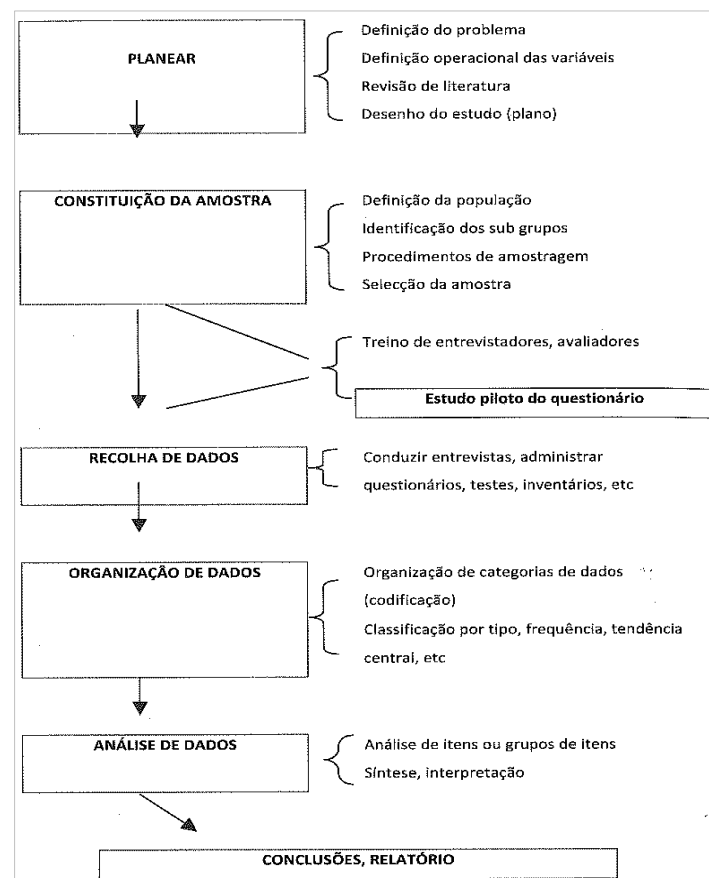 PLANEAR
Definição do problema
Definição operacional das variáveis
Revisão de literatura
Desenho do estudo (plano)
CONSTITUIÇÃO DA AMOSTRA
Definição da população
Identificação dos sub grupos
Procedimentos de amostragem
Selecção da amostra
Treino de entrevistadores, avaliadores
Estudo piloto do questionário
RECOLHA DE DADOS
Conduzir entrevistas, administrar
questionários, testes, inventários, etc
ORGANIZAÇÃO DE DADOS
Organização de categorias de dados
(codificação)
Classificação por tipo, frequência, tendência
central, etc
ANÁLISE DE DADOS
Análise de itens ou grupos de itens
Síntese, interpretação
CONCLUSÕES, RELATÓRIO